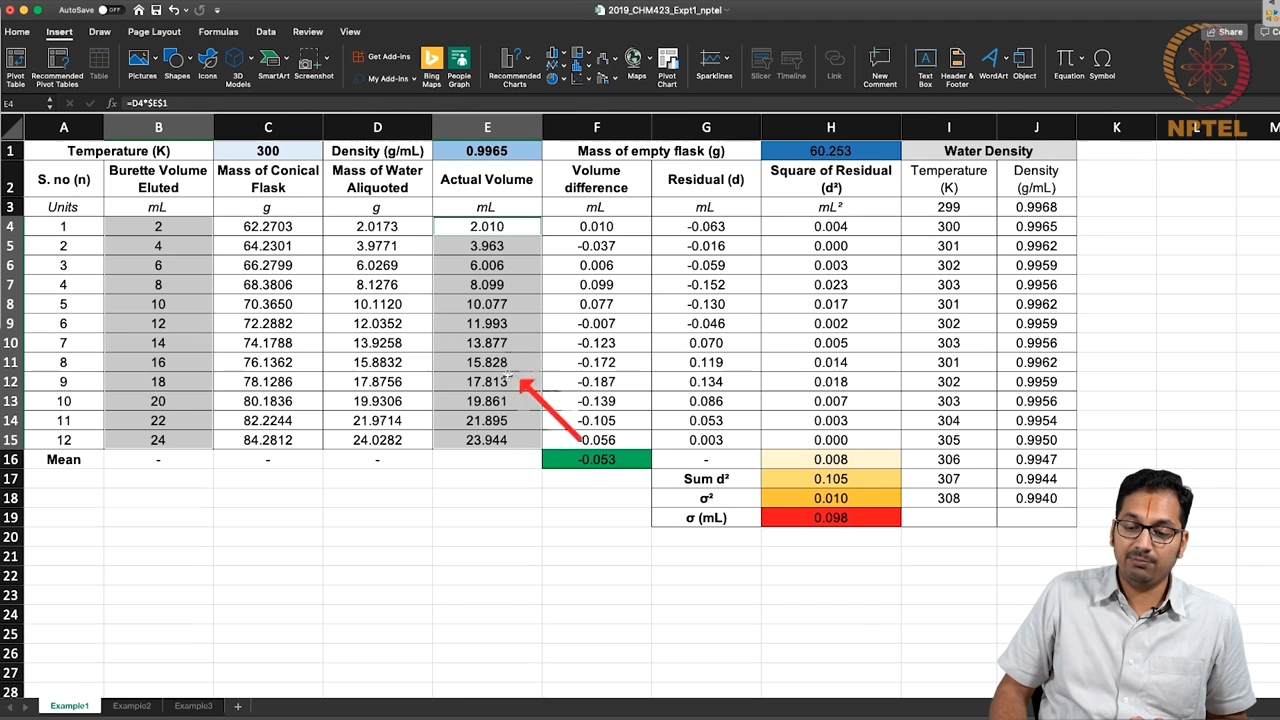 AutoSave OFF 2019_CHM423_Expt1_nptel
Home Insert Draw Page Layout Formulas Data Review View Share Co
Pivot Table Recommended Pivot Tables Table Pictures Shapes Icons 3D Models SmartArt Screenshot Get Add-ins My Add-ins Bing Maps People Graph Recommended Charts Maps Pivot Chart Sparklines Slicer Timeline Link New Comment Text Box Header & Footer WordArt Object Equation Symbol
NPTEL
E4 fx =D4*$E$1
A B C D E F G H I J K L M
1 Temperature (K) 300 Density (g/mL) 0.9965 Mass of empty flask (g) 60.253 Water Density
2 S. no (n) Burette Volume Eluted Mass of Conical Flask Mass of Water Aliquoted Actual Volume Volume difference Residual (d) Square of Residual (d²) Temperature (K) Density (g/mL)
3 Units mL g g mL mL mL mL² 299 0.9968
4 1 2 62.2703 2.0173 2.010 0.010 -0.063 0.004 300 0.9965
5 2 4 64.2301 3.9771 3.963 -0.037 -0.016 0.000 301 0.9962
6 3 6 66.2799 6.0269 6.006 0.006 -0.059 0.003 302 0.9959
7 4 8 68.3806 8.1276 8.099 0.099 -0.152 0.023 303 0.9956
8 5 10 70.3650 10.1120 10.077 0.077 -0.130 0.017 301 0.9962
9 6 12 72.2882 12.0352 11.993 -0.007 -0.046 0.002 302 0.9959
10 7 14 74.1788 13.9258 13.877 -0.123 0.070 0.005 303 0.9956
11 8 16 76.1362 15.8832 15.828 -0.172 0.119 0.014 301 0.9962
12 9 18 78.1286 17.8756 17.813 -0.187 0.134 0.018 302 0.9959
13 10 20 80.1836 19.9306 19.861 -0.139 0.086 0.007 303 0.9956
14 11 22 82.2244 21.9714 21.895 -0.105 0.053 0.003 304 0.9954
15 12 24 84.2812 24.0282 23.944 -0.056 0.003 0.000 305 0.9950
16 Mean - - - -0.053 - 0.008 306 0.9947
17 Sum d² 0.105 307 0.9944
18 σ² 0.010 308 0.9940
19 σ (mL) 0.098
20
21
22
23
24
25
26
27
28
Example1 Example2 Example3 +